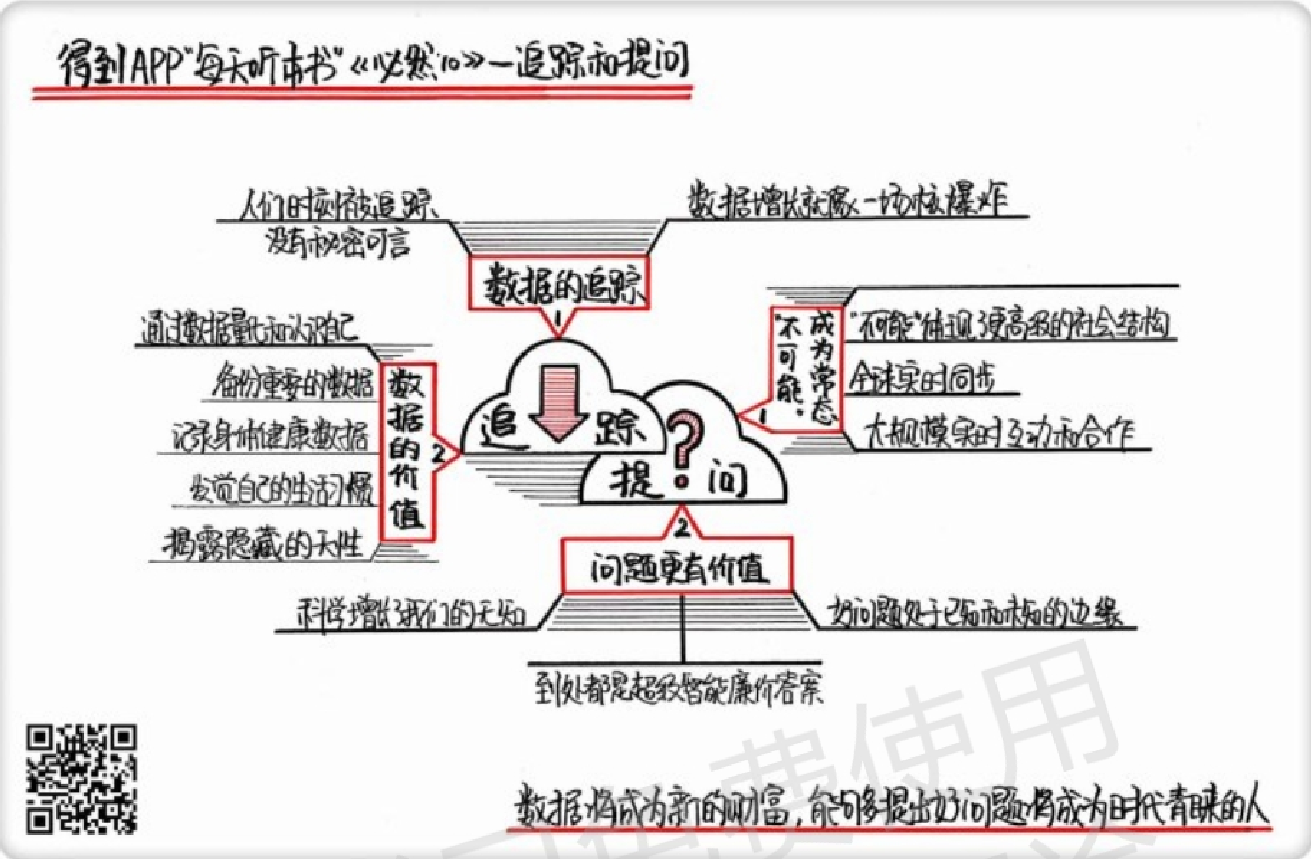 得到APP“每天听本书”《必然10》—追踪和提问
人们时刻被追踪
没有秘密可言
数据增长就像一场核爆炸
数据的追踪
1
通过数据量化和认识自己
备份重要的数据
记录身体健康数据
发觉自己的生活习惯
揭露隐藏的天性
数据的价值
2
追踪
提问
?
“不可能”
成为常态
1
“不可能”体现了更高级的社会结构
全球实时同步
大规模实时互动和合作
2
问题更有价值
科学增长了我们的无知
好问题处于已知和未知的边缘
到处都是超级智能廉价答案
数据将成为新的财富,能够提出好问题将成为时代青睐的人
费使用